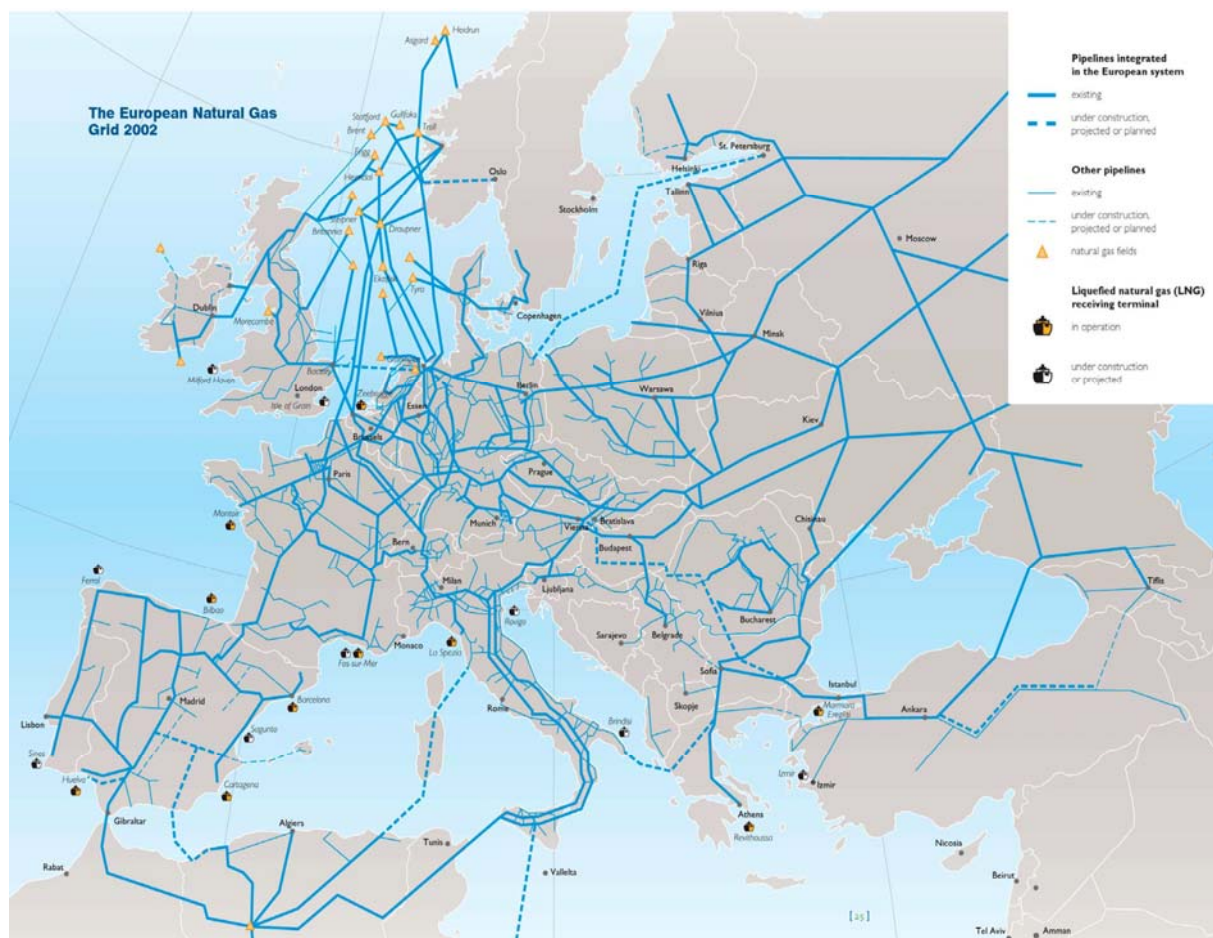 The European Natural Gas
Grid 2002
Pipelines integrated
in the European system
existing
under construction,
projected or planned
Other pipelines
existing
under construction,
projected or planned
natural gas fields
Liquefied natural gas (LNG)
receiving terminal
in operation
under construction
or projected
Asgard
Heidrun
Statfjord
Gullfaks
Brent
Troll
Frigg
Heimdal
Sleipner
Britannia
Draupner
Ekofisk
Tyra
Oslo
Stockholm
Helsinki
St. Petersburg
Tallinn
Moscow
Riga
Vilnius
Minsk
Copenhagen
Dublin
Morecambe
Milford Haven
London
Isle of Grain
Bacton
Zeebrugge
Brussels
Essen
Berlin
Warsawa
Kiev
Paris
Prague
Montoir
Munich
Vienna
Bratislava
Budapest
Chisinau
Bern
Milan
Ljubljana
Ferrol
Bilbao
Fos sur-Mer
Monaco
La Spezia
Rovigo
Sarajevo
Belgrade
Bucharest
Tiflis
Sofia
Skopje
Istanbul
Marmara
Ereglisi
Ankara
Madrid
Barcelona
Rome
Brindisi
Lisbon
Sines
Huelva
Sagunto
Cartagena
Izmir
Izmir
Athens
Revithoussa
Gibraltar
Algiers
Tunis
Rabat
Valletta
Nicosia
Beirut
Tel Aviv
Amman
[25]